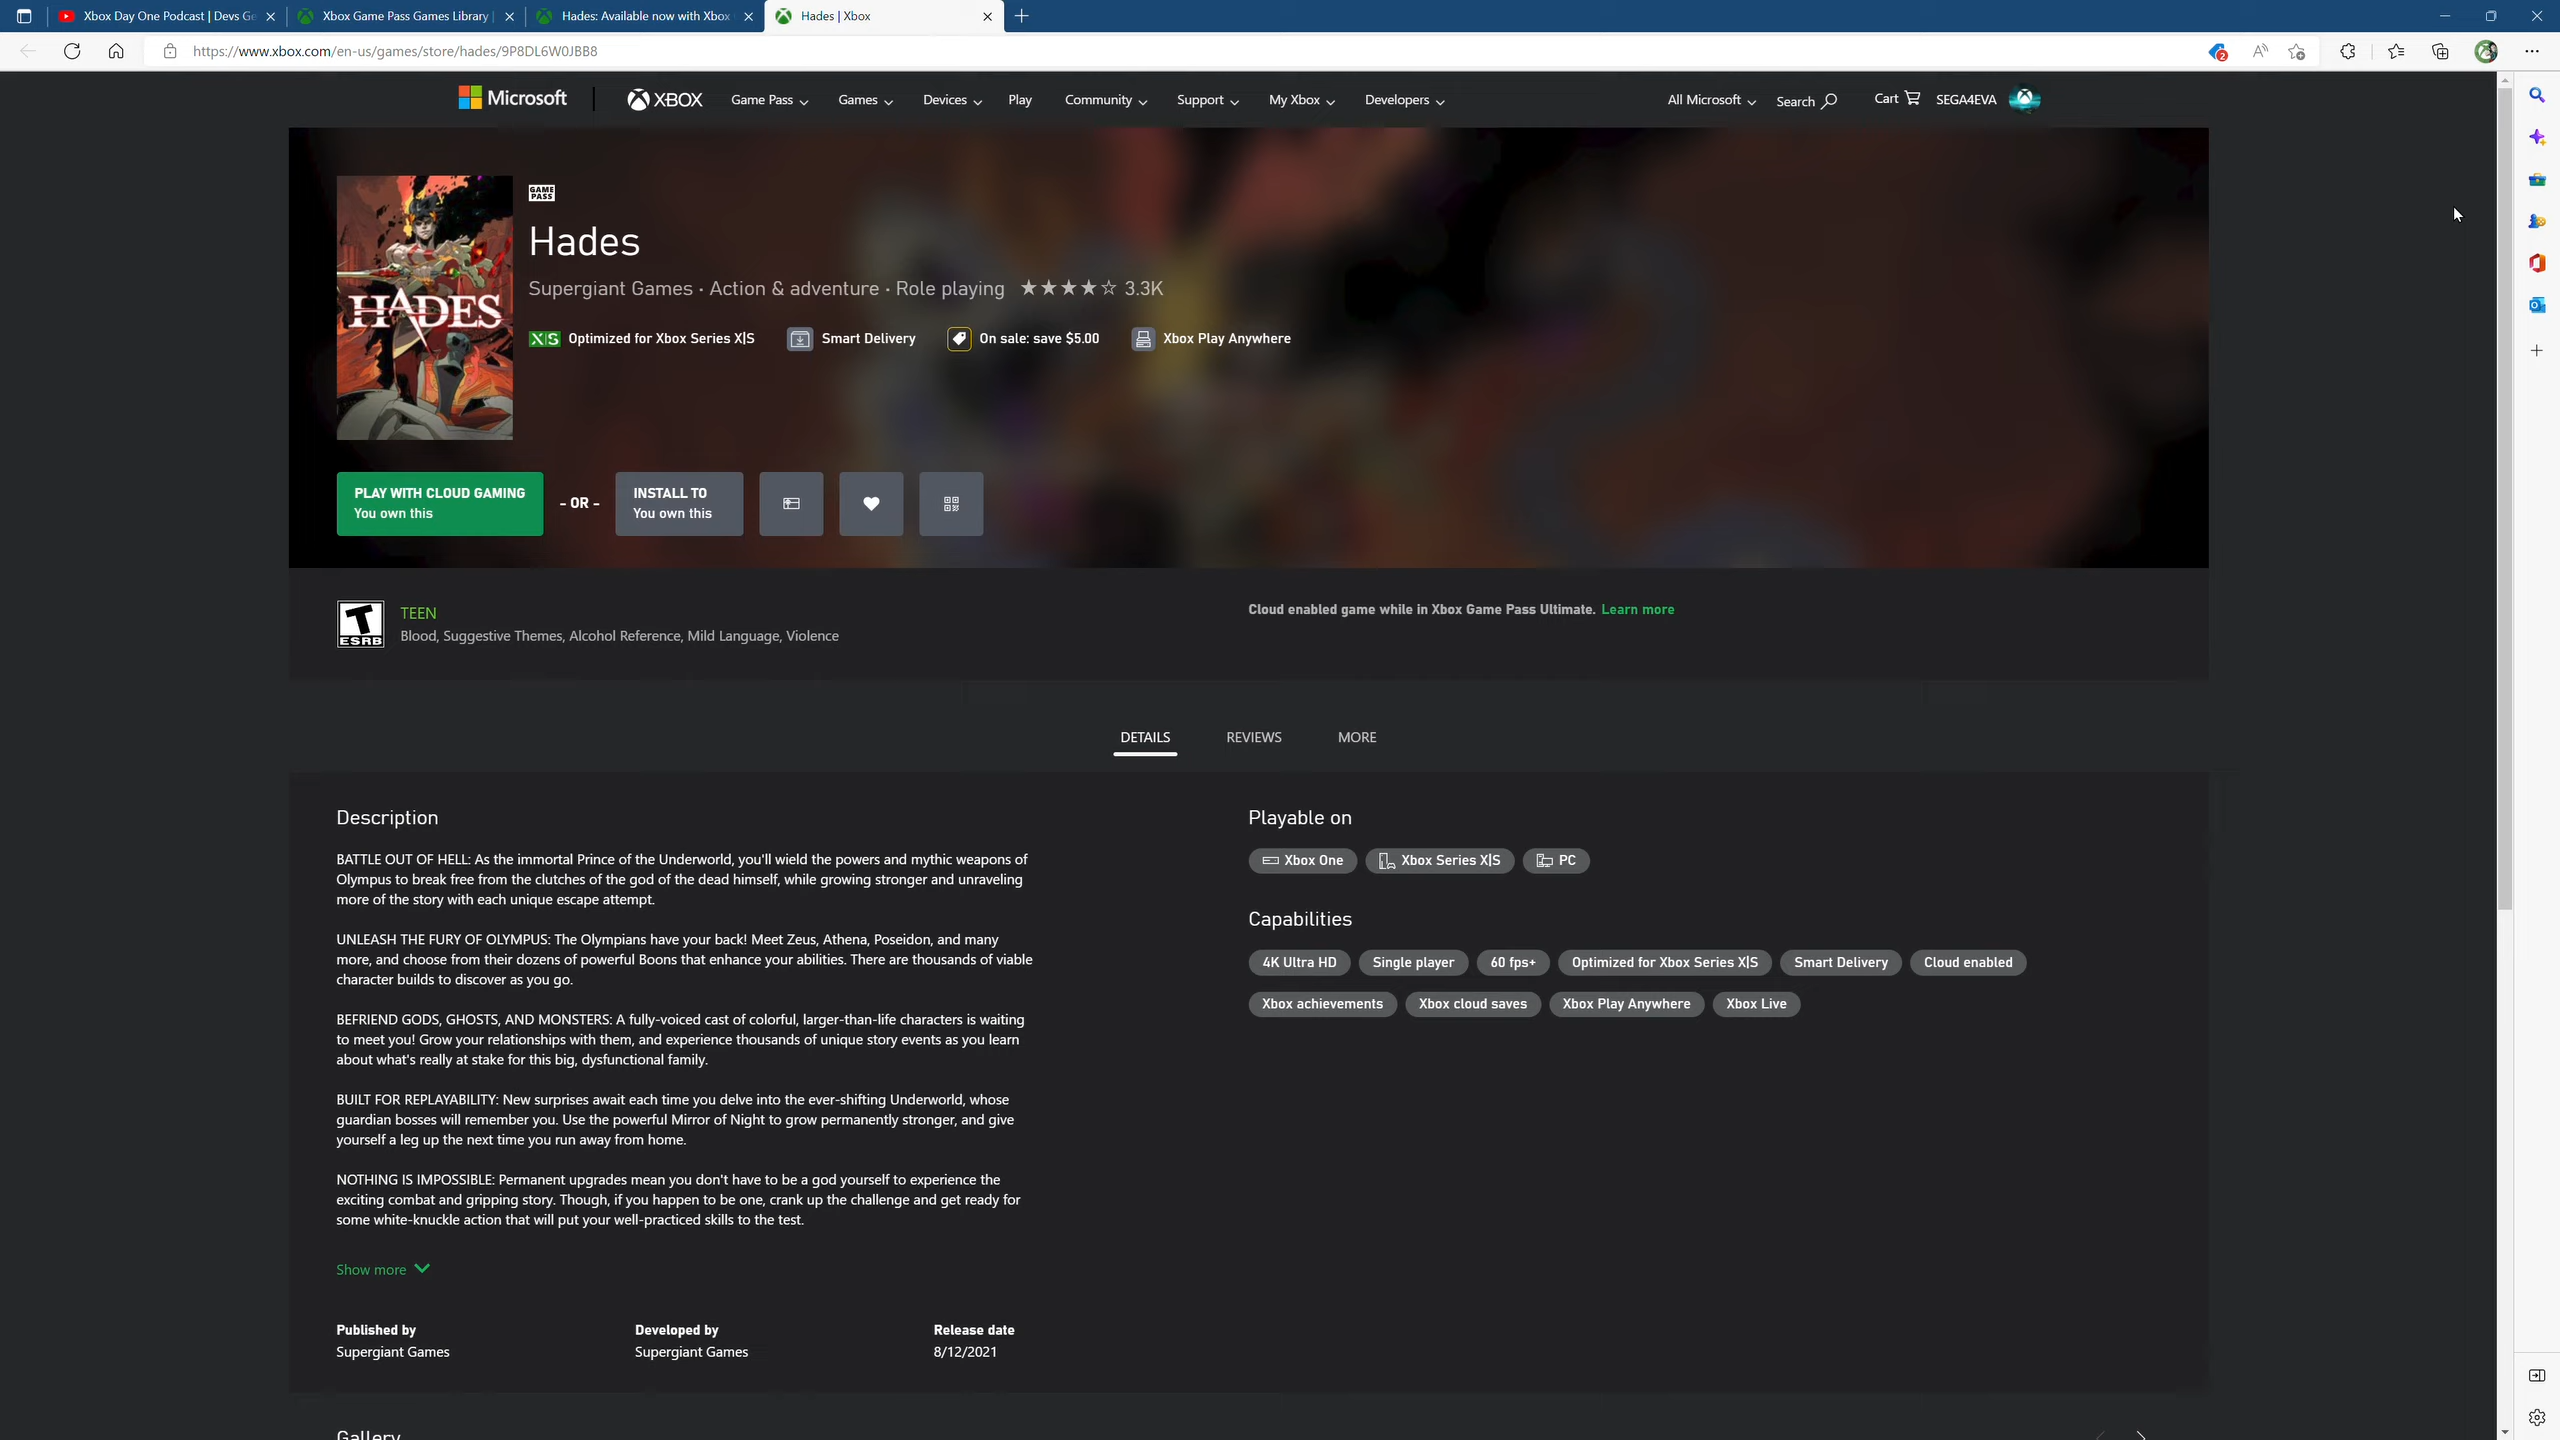 Xbox Day One Podcast | Devs Ge
Xbox Game Pass Games Library |
Hades: Available now with Xbox
Hades | Xbox
https://www.xbox.com/en-us/games/store/hades/9P8DL6W0JBB8
2
Microsoft
XBOX
Game Pass
Games
Devices
Play
Community
Support
My Xbox
Developers
All Microsoft
Search
Cart
SEGA4EVA
HADES
GAME PASS
Hades
Supergiant Games • Action & adventure • Role playing ★★★★☆ 3.3K
X|S Optimized for Xbox Series X|S
Smart Delivery
On sale: save $5.00
Xbox Play Anywhere
PLAY WITH CLOUD GAMING
You own this
- OR -
INSTALL TO
You own this
T
ESRB
TEEN
Blood, Suggestive Themes, Alcohol Reference, Mild Language, Violence
Cloud enabled game while in Xbox Game Pass Ultimate. Learn more
DETAILS
REVIEWS
MORE
Description
BATTLE OUT OF HELL: As the immortal Prince of the Underworld, you'll wield the powers and mythic weapons of
Olympus to break free from the clutches of the god of the dead himself, while growing stronger and unraveling
more of the story with each unique escape attempt.
UNLEASH THE FURY OF OLYMPUS: The Olympians have your back! Meet Zeus, Athena, Poseidon, and many
more, and choose from their dozens of powerful Boons that enhance your abilities. There are thousands of viable
character builds to discover as you go.
BEFRIEND GODS, GHOSTS, AND MONSTERS: A fully-voiced cast of colorful, larger-than-life characters is waiting
to meet you! Grow your relationships with them, and experience thousands of unique story events as you learn
about what's really at stake for this big, dysfunctional family.
BUILT FOR REPLAYABILITY: New surprises await each time you delve into the ever-shifting Underworld, whose
guardian bosses will remember you. Use the powerful Mirror of Night to grow permanently stronger, and give
yourself a leg up the next time you run away from home.
NOTHING IS IMPOSSIBLE: Permanent upgrades mean you don't have to be a god yourself to experience the
exciting combat and gripping story. Though, if you happen to be one, crank up the challenge and get ready for
some white-knuckle action that will put your well-practiced skills to the test.
Show more
Published by
Supergiant Games
Developed by
Supergiant Games
Release date
8/12/2021
Playable on
Xbox One
Xbox Series X|S
PC
Capabilities
4K Ultra HD
Single player
60 fps+
Optimized for Xbox Series X|S
Smart Delivery
Cloud enabled
Xbox achievements
Xbox cloud saves
Xbox Play Anywhere
Xbox Live
Gallery